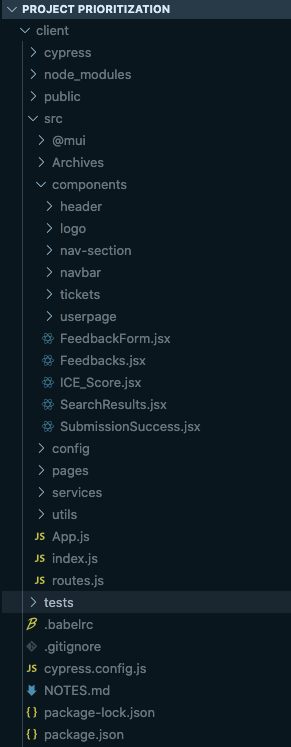 PROJECT PRIORITIZATION
client
cypress
node_modules
public
src
@mui
Archives
components
header
logo
nav-section
navbar
tickets
userpage
FeedbackForm.jsx
Feedbacks.jsx
ICE_Score.jsx
SearchResults.jsx
SubmissionSuccess.jsx
config
pages
services
utils
JS App.js
JS index.js
JS routes.js
tests
.babelrc
.gitignore
JS cypress.config.js
NOTES.md
{} package-lock.json
{} package.json